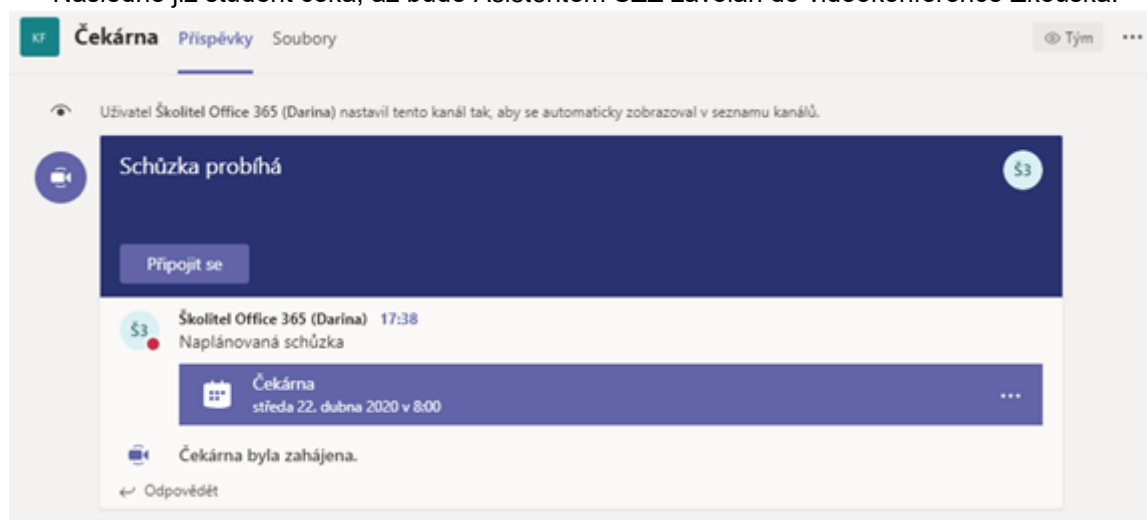 KF Čekárna Příspěvky Soubory Tým
Uživatel Školitel Office 365 (Darina) nastavil tento kanál tak, aby se automaticky zobrazoval v seznamu kanálů.
Schůzka probíhá Š3
Připojit se
Š3 Školitel Office 365 (Darina) 17:38
Naplánovaná schůzka
Čekárna
středa 22. dubna 2020 v 8:00
Čekárna byla zahájena.
Odpovědět